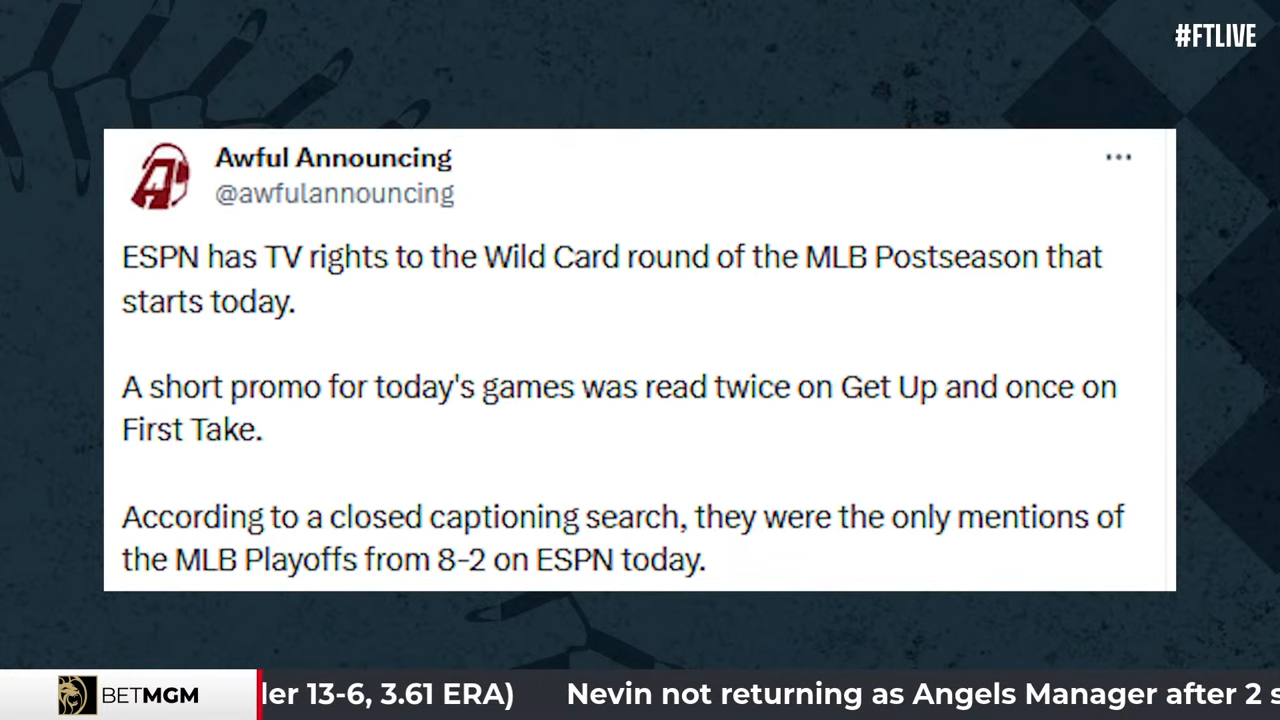 #FTLIVE
Awful Announcing
@awfulannouncing
ESPN has TV rights to the Wild Card round of the MLB Postseason that
starts today.
A short promo for today's games was read twice on Get Up and once on
First Take.
According to a closed captioning search, they were the only mentions of
the MLB Playoffs from 8-2 on ESPN today.
BETMGM
ler 13-6, 3.61 ERA) Nevin not returning as Angels Manager after 2 s